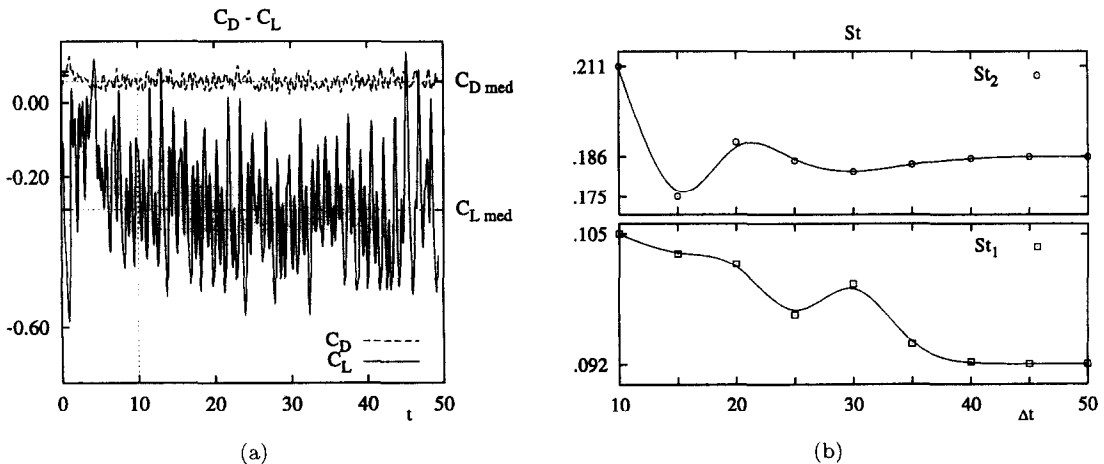 C_D - C_L
0.00
-0.20
-0.60
C_D med
C_L med
C_D
C_L
0 10 20 30 40 50
t
(a)
St
.211
.186
.175
St_2
.105
.092
St_1
10 20 30 40 50
Δt
(b)